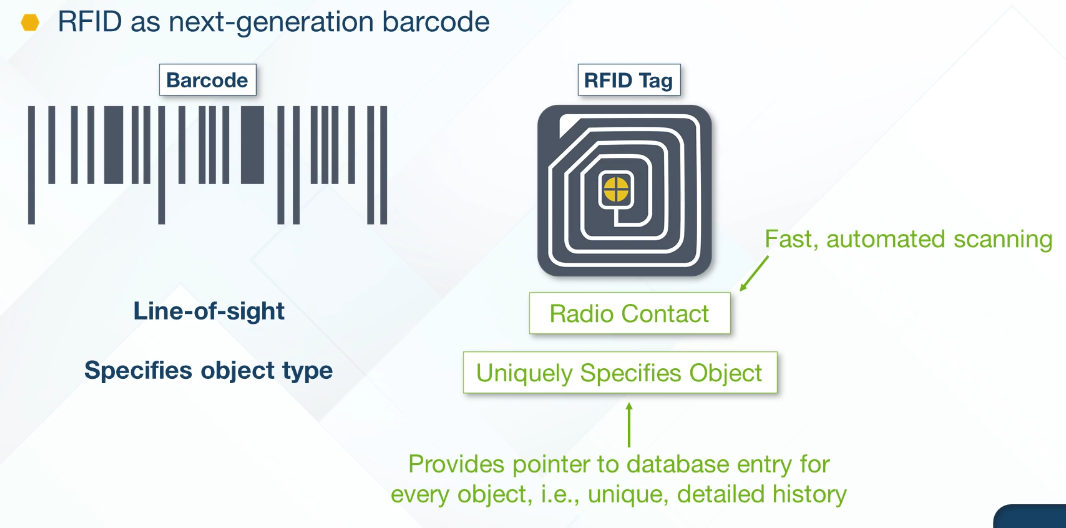 RFID as next-generation barcode
Barcode
RFID Tag
Fast, automated scanning
Line-of-sight
Radio Contact
Specifies object type
Uniquely Specifies Object
Provides pointer to database entry for
every object, i.e., unique, detailed history